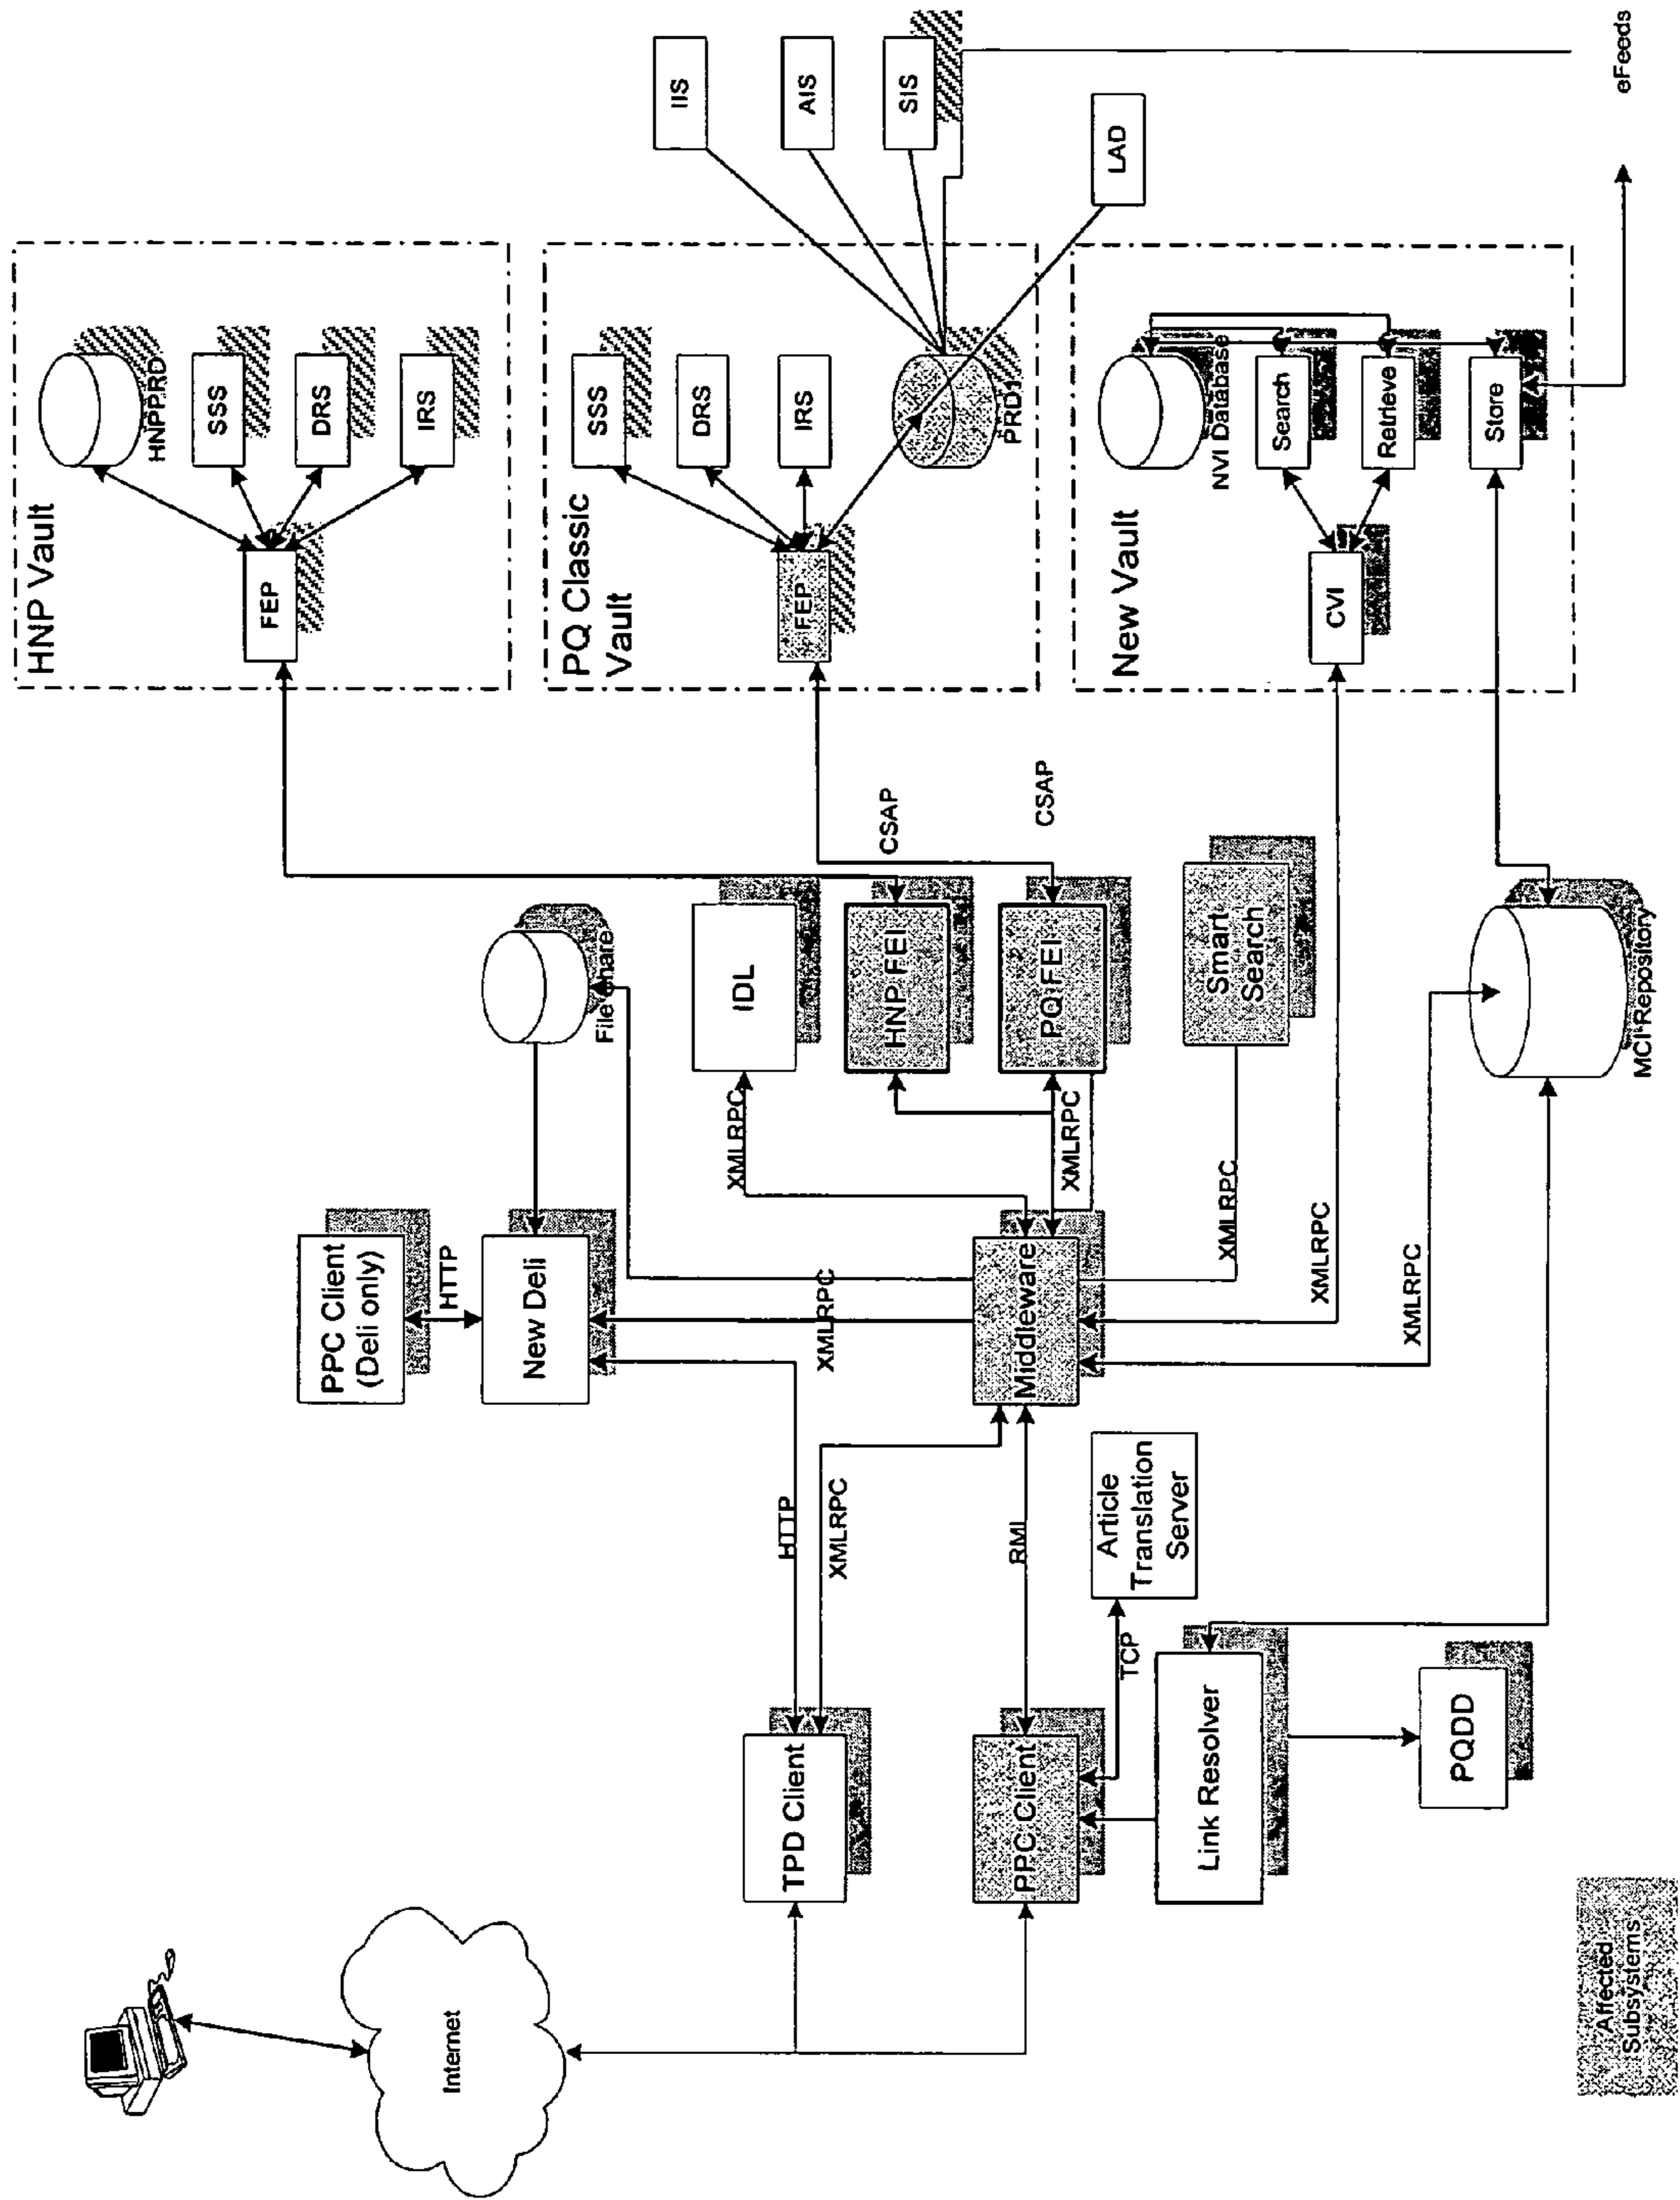 Internet
TPD Client
PPC Client
Link Resolver
PQDD
Affected
Subsystems
HTTP
XMLRPC
RMI
TCP
Article
Translation
Server
PPC Client
(Deli only)
HTTP
New Deli
XMLRPC
Middleware
XMLRPC
XMLRPC
XMLRPC
XMLRPC
XMLRPC
File Share
IDL
HNP FEI
PQ FEI
Smart
Search
MCI Repository
CSAP
CSAP
HNP Vault
FEP
HNPPRD
SSS
DRS
IRS
PQ Classic
Vault
FEP
SSS
DRS
IRS
PRD1
New Vault
CVI
NVI Database
Search
Retrieve
Store
IIS
AIS
SIS
LAD
eFeeds